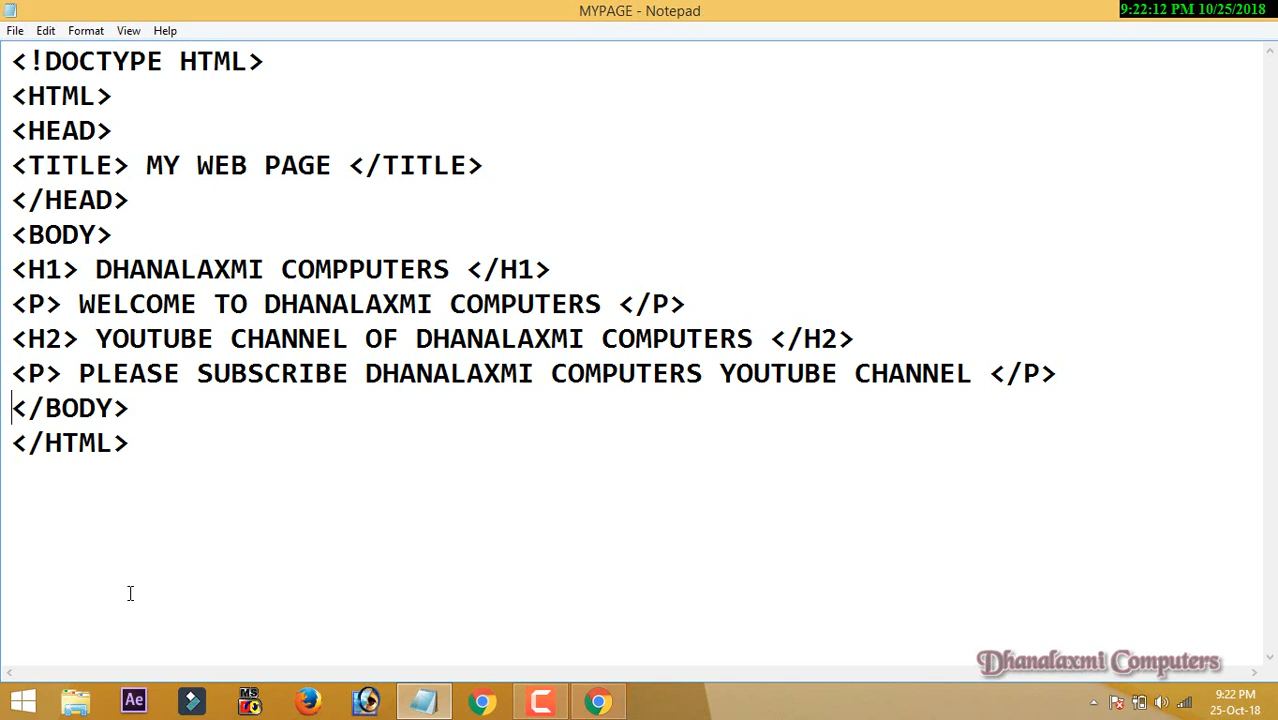 MYPAGE - Notepad
9:22:12 PM 10/25/2018
File Edit Format View Help
<!DOCTYPE HTML>
<HTML>
<HEAD>
<TITLE> MY WEB PAGE </TITLE>
</HEAD>
<BODY>
<H1> DHANALAXMI COMPPUTERS </H1>
<P> WELCOME TO DHANALAXMI COMPUTERS </P>
<H2> YOUTUBE CHANNEL OF DHANALAXMI COMPUTERS </H2>
<P> PLEASE SUBSCRIBE DHANALAXMI COMPUTERS YOUTUBE CHANNEL </P>
</BODY>
</HTML>
Dhanalaxmi Computers
Ae
MS
9:22 PM
25-Oct-18